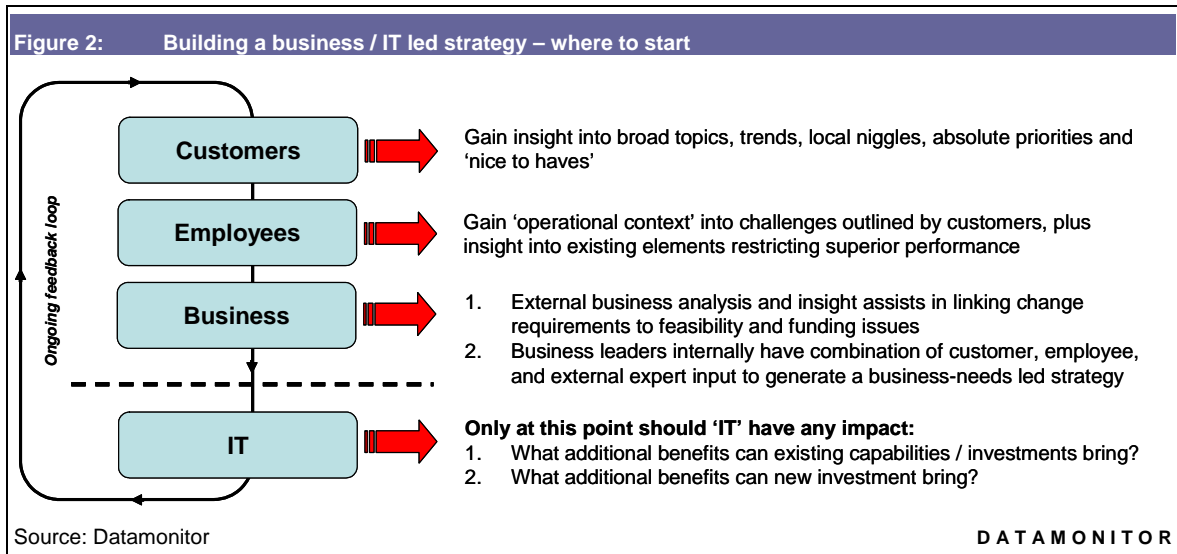 Figure 2: Building a business / IT led strategy – where to start
Ongoing feedback loop
Customers
Gain insight into broad topics, trends, local niggles, absolute priorities and
‘nice to haves’
Employees
Gain ‘operational context’ into challenges outlined by customers, plus
insight into existing elements restricting superior performance
Business
1. External business analysis and insight assists in linking change
requirements to feasibility and funding issues
2. Business leaders internally have combination of customer, employee,
and external expert input to generate a business-needs led strategy
IT
Only at this point should ‘IT’ have any impact:
1. What additional benefits can existing capabilities / investments bring?
2. What additional benefits can new investment bring?
Source: Datamonitor
DATAMONITOR